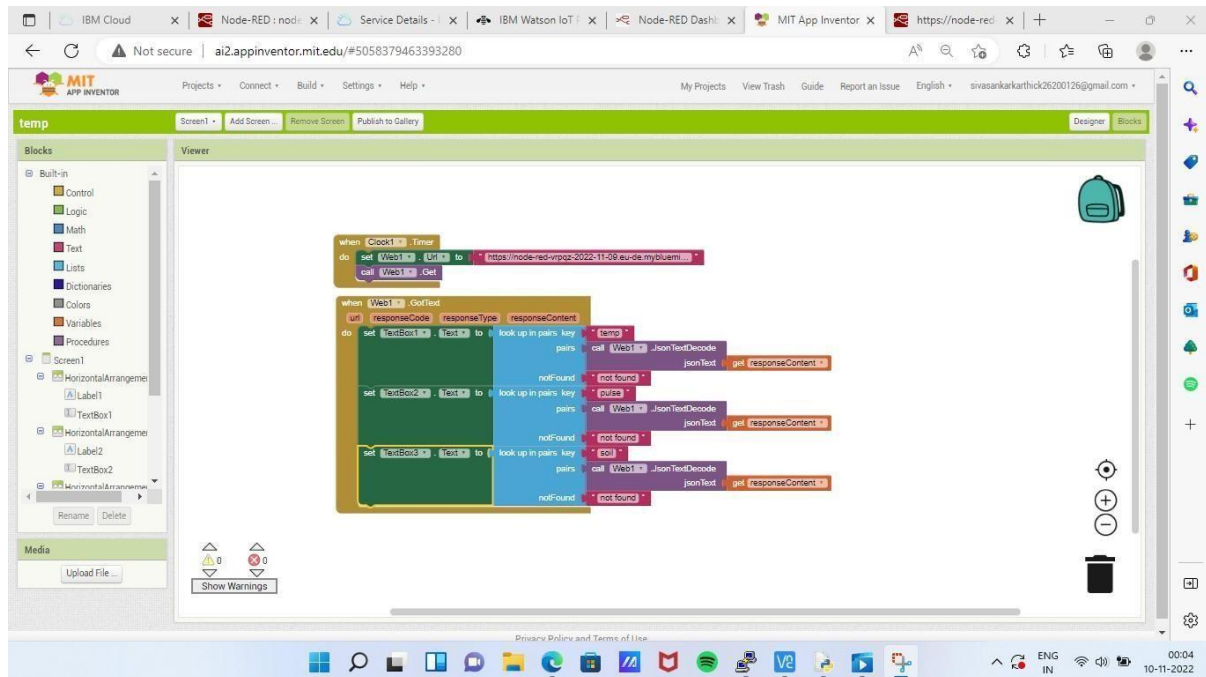 IBM Cloud
Node-RED : node
Service Details -
IBM Watson IoT P
Node-RED Dashb
MIT App Inventor
https://node-red
Not secure
ai2.appinventor.mit.edu/#5058379463393280
MIT
APP INVENTOR
Projects Connect Build Settings Help
My Projects View Trash Guide Report an Issue English sivasankarkarthick26200126@gmail.com
temp
Screen1 Add Screen ... Remove Screen Publish to Gallery
Designer Blocks
Blocks
Viewer
Built-in
Control
Logic
Math
Text
Lists
Dictionaries
Colors
Variables
Procedures
Screen1
HorizontalArrangemen
Label1
TextBox1
HorizontalArrangemen
Label2
TextBox2
HorizontalArrangemen
Rename Delete
Media
Upload File ...
when Clock1 .Timer
do set Web1 . Url to " https://node-red-vrpqz-2022-11-09.eu-de.mybluemi... "
call Web1 .Get
when Web1 .GotText
url responseCode responseType responseContent
do set TextBox1 . Text to look up in pairs key " temp "
pairs call Web1 .JsonTextDecode
jsonText get responseContent
notFound " not found "
set TextBox2 . Text to look up in pairs key " pulse "
pairs call Web1 .JsonTextDecode
jsonText get responseContent
notFound " not found "
set TextBox3 . Text to look up in pairs key " soil "
pairs call Web1 .JsonTextDecode
jsonText get responseContent
notFound " not found "
0 0
Show Warnings
Privacy Policy and Terms of Use
ENG
IN
00:04
10-11-2022